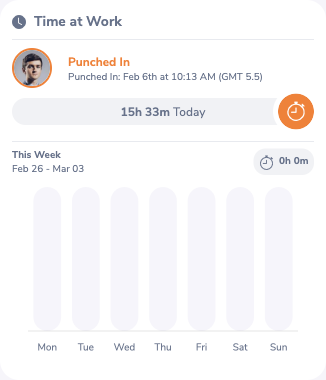 Time at Work
Punched In
Punched In: Feb 6th at 10:13 AM (GMT 5.5)
15h 33m Today
This Week
Feb 26 - Mar 03
0h 0m
Mon Tue Wed Thu Fri Sat Sun